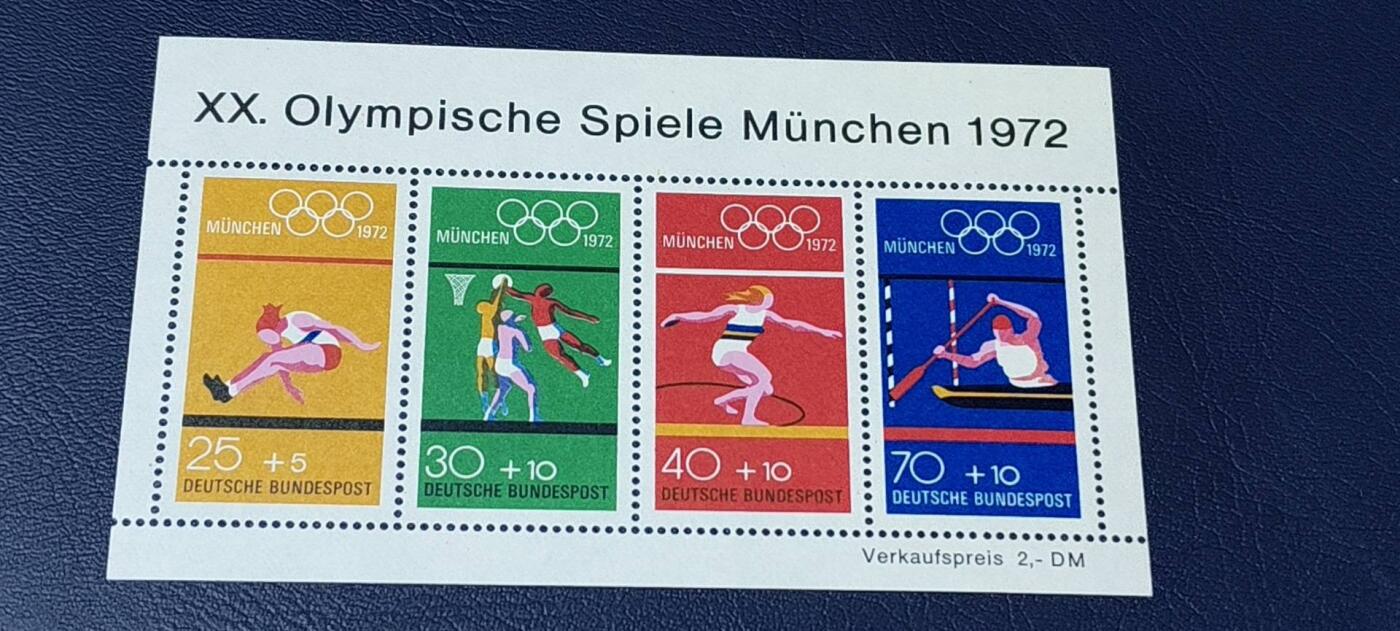 XX. Olympische Spiele München 1972
MÜNCHEN 1972
25 +5
DEUTSCHE BUNDESPOST
MÜNCHEN 1972
30 +10
DEUTSCHE BUNDESPOST
MÜNCHEN 1972
40 +10
DEUTSCHE BUNDESPOST
MÜNCHEN 1972
70 +10
DEUTSCHE BUNDESPOST
Verkaufspreis 2,- DM